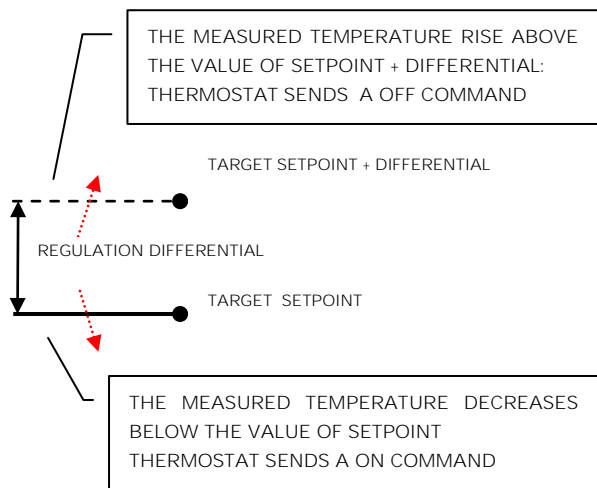 THE MEASURED TEMPERATURE RISE ABOVE
THE VALUE OF SETPOINT + DIFFERENTIAL:
THERMOSTAT SENDS A OFF COMMAND
TARGET SETPOINT + DIFFERENTIAL
REGULATION DIFFERENTIAL
TARGET SETPOINT
THE MEASURED TEMPERATURE DECREASES
BELOW THE VALUE OF SETPOINT
THERMOSTAT SENDS A ON COMMAND